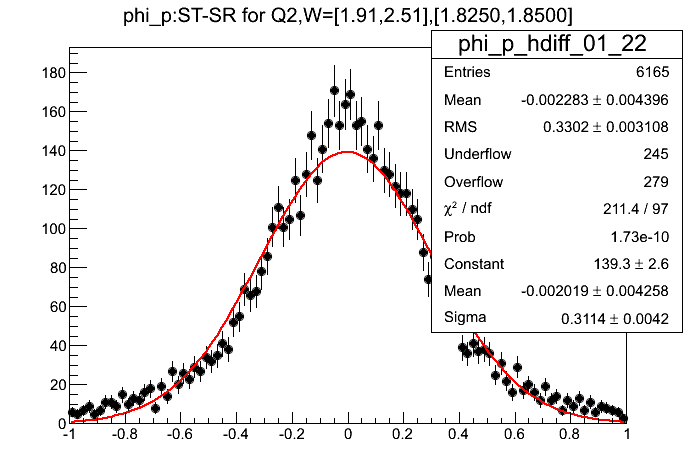 phi_p:ST-SR for Q2,W=[1.91,2.51],[1.8250,1.8500]
phi_p_hdiff_01_22
Entries 6165
Mean -0.002283 ± 0.004396
RMS 0.3302 ± 0.003108
Underflow 245
Overflow 279
χ² / ndf 211.4 / 97
Prob 1.73e-10
Constant 139.3 ± 2.6
Mean -0.002019 ± 0.004258
Sigma 0.3114 ± 0.0042
180
160
140
120
100
80
60
40
20
0
-1 -0.8 -0.6 -0.4 -0.2 0 0.2 0.4 0.6 0.8 1